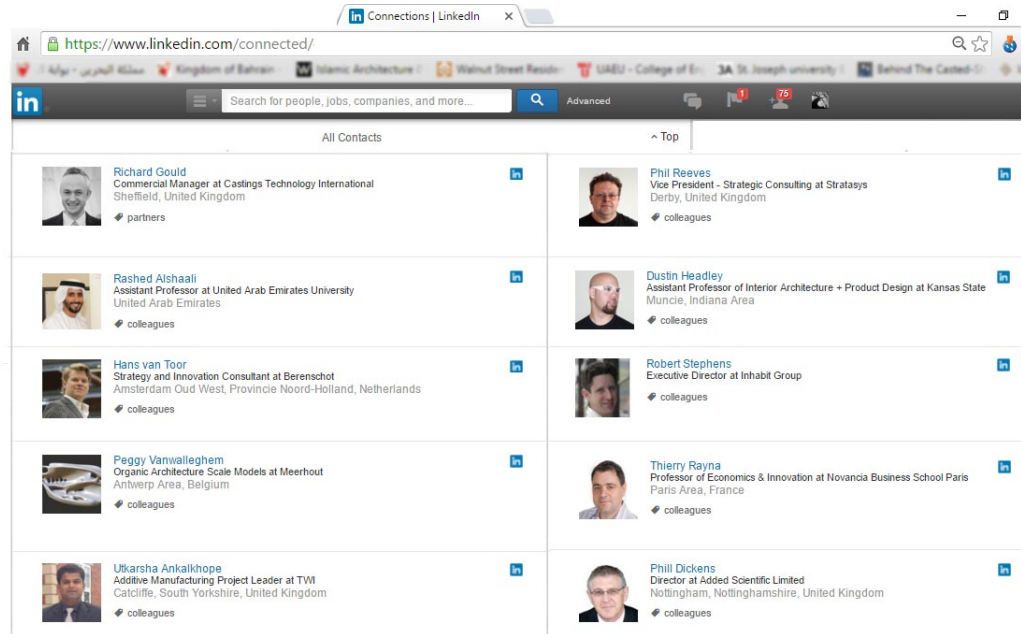 Connections | LinkedIn
https://www.linkedin.com/connected/
مملكة البحرين - بوابة Kingdom of Bahrain - Islamic Architecture Walnut Street Residen UAEU - College of En 3A St. Joseph university Behind The Casted-
in Search for people, jobs, companies, and more... Advanced 1 75
All Contacts
^ Top
Richard Gould
Commercial Manager at Castings Technology International
Sheffield, United Kingdom
partners
Phil Reeves
Vice President - Strategic Consulting at Stratasys
Derby, United Kingdom
colleagues
Rashed Alshaali
Assistant Professor at United Arab Emirates University
United Arab Emirates
colleagues
Dustin Headley
Assistant Professor of Interior Architecture + Product Design at Kansas State
Muncie, Indiana Area
colleagues
Hans van Toor
Strategy and Innovation Consultant at Berenschot
Amsterdam Oud West, Provincie Noord-Holland, Netherlands
colleagues
Robert Stephens
Executive Director at Inhabit Group
colleagues
Peggy Vanwalleghem
Organic Architecture Scale Models at Meerhout
Antwerp Area, Belgium
colleagues
Thierry Rayna
Professor of Economics & Innovation at Novancia Business School Paris
Paris Area, France
colleagues
Utkarsha Ankalkhope
Additive Manufacturing Project Leader at TWI
Catcliffe, South Yorkshire, United Kingdom
colleagues
Phill Dickens
Director at Added Scientific Limited
Nottingham, Nottinghamshire, United Kingdom
colleagues